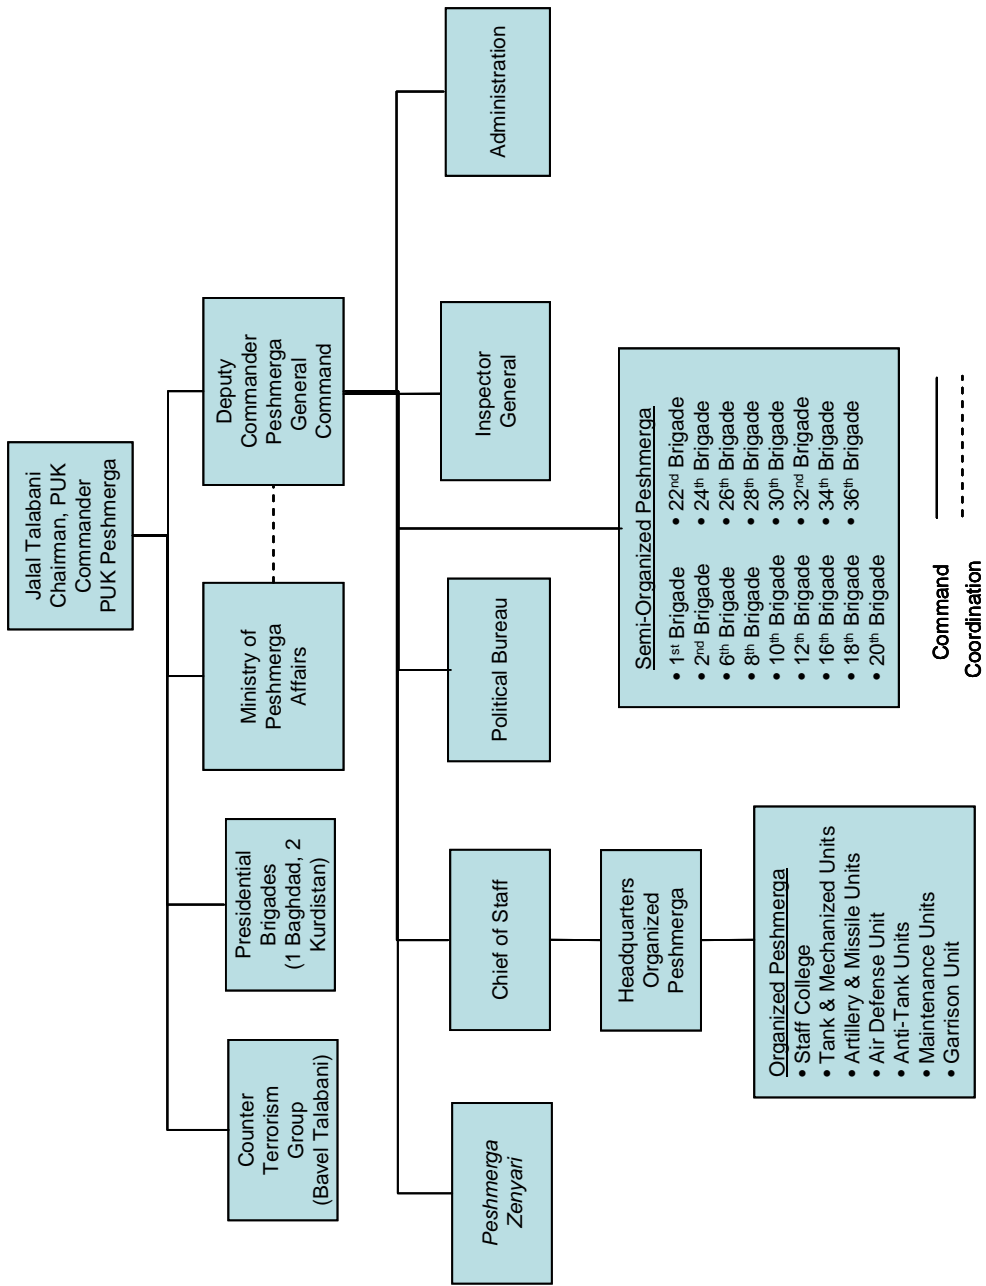 Jalal Talabani
Chairman, PUK
Commander
PUK Peshmerga
Counter
Terrorism
Group
(Bavel Talabani)
Presidential
Brigades
(1 Baghdad, 2
Kurdistan)
Ministry of
Peshmerga
Affairs
Deputy
Commander
Peshmerga
General
Command
Peshmerga
Zenyari
Chief of Staff
Political Bureau
Inspector
General
Administration
Headquarters
Organized
Peshmerga
Organized Peshmerga
• Staff College
• Tank & Mechanized Units
• Artillery & Missile Units
• Air Defense Unit
• Anti-Tank Units
• Maintenance Units
• Garrison Unit
Semi-Organized Peshmerga
• 1st Brigade • 22nd Brigade
• 2nd Brigade • 24th Brigade
• 6th Brigade • 26th Brigade
• 8th Brigade • 28th Brigade
• 10th Brigade • 30th Brigade
• 12th Brigade • 32nd Brigade
• 16th Brigade • 34th Brigade
• 18th Brigade • 36th Brigade
• 20th Brigade
Command
Coordination